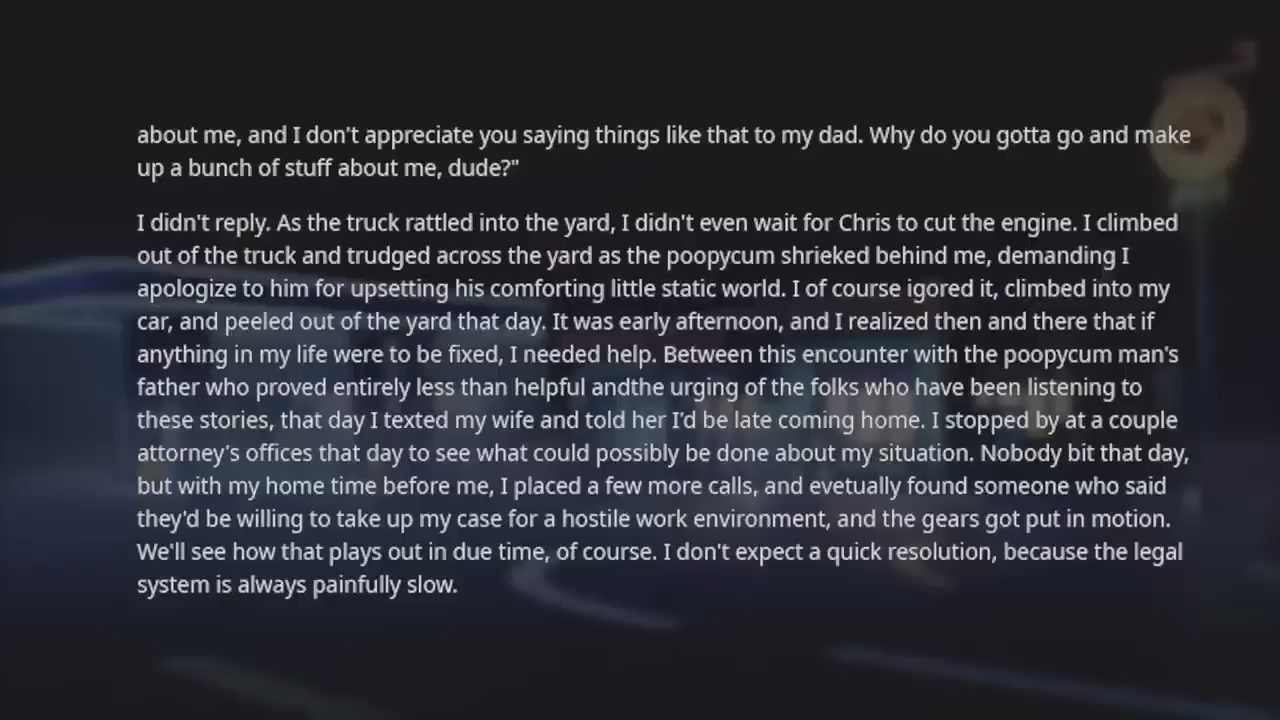 about me, and I don't appreciate you saying things like that to my dad. Why do you gotta go and make
up a bunch of stuff about me, dude?"
I didn't reply. As the truck rattled into the yard, I didn't even wait for Chris to cut the engine. I climbed
out of the truck and trudged across the yard as the poopycum shrieked behind me, demanding I
apologize to him for upsetting his comforting little static world. I of course igored it, climbed into my
car, and peeled out of the yard that day. It was early afternoon, and I realized then and there that if
anything in my life were to be fixed, I needed help. Between this encounter with the poopycum man's
father who proved entirely less than helpful andthe urging of the folks who have been listening to
these stories, that day I texted my wife and told her I'd be late coming home. I stopped by at a couple
attorney's offices that day to see what could possibly be done about my situation. Nobody bit that day,
but with my home time before me, I placed a few more calls, and evetually found someone who said
they'd be willing to take up my case for a hostile work environment, and the gears got put in motion.
We'll see how that plays out in due time, of course. I don't expect a quick resolution, because the legal
system is always painfully slow.